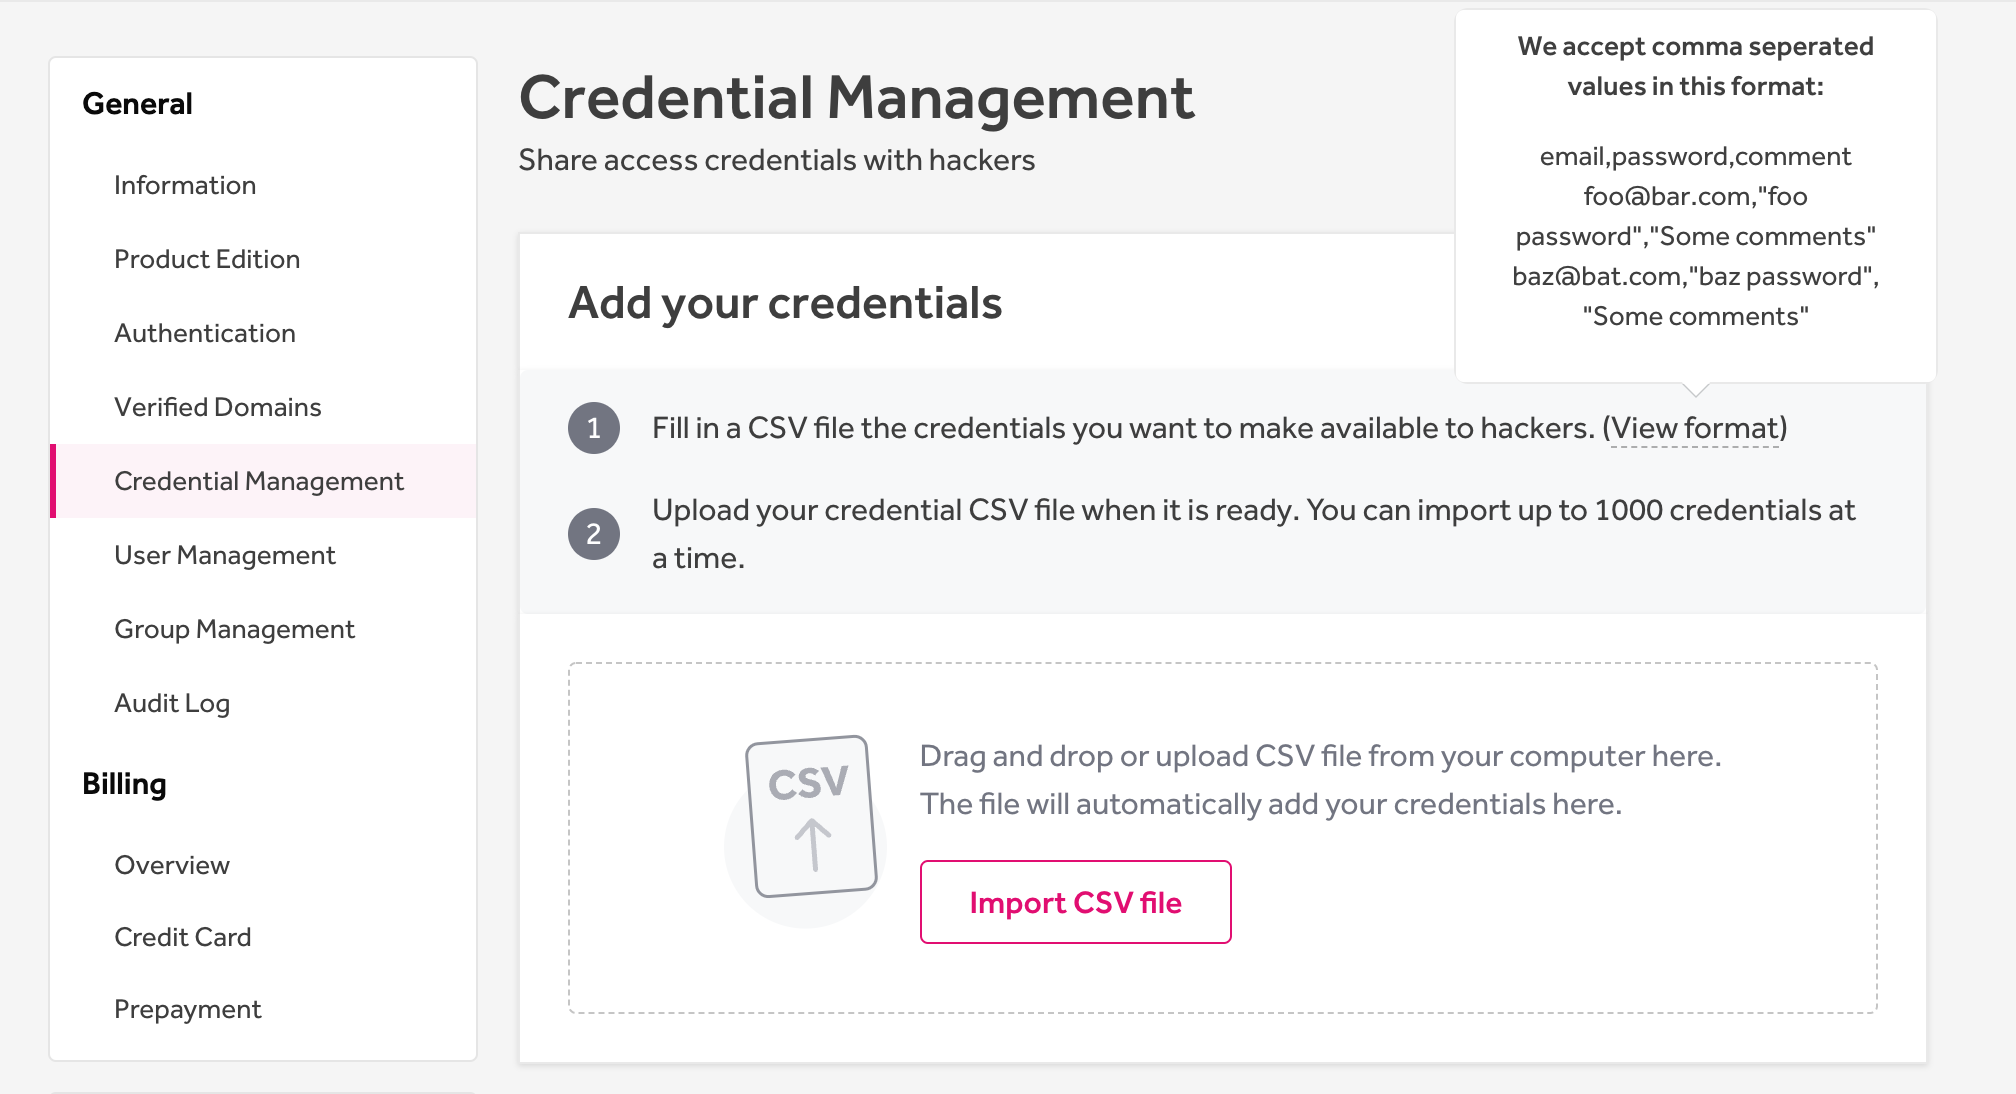 General
Information
Product Edition
Authentication
Verified Domains
Credential Management
User Management
Group Management
Audit Log
Billing
Overview
Credit Card
Prepayment
Credential Management
Share access credentials with hackers
We accept comma seperated
values in this format:
email,password,comment
foo@bar.com,"foo
password","Some comments"
baz@bat.com,"baz password",
"Some comments"
Add your credentials
1 Fill in a CSV file the credentials you want to make available to hackers. (View format)
2 Upload your credential CSV file when it is ready. You can import up to 1000 credentials at
a time.
CSV
Drag and drop or upload CSV file from your computer here.
The file will automatically add your credentials here.
Import CSV file